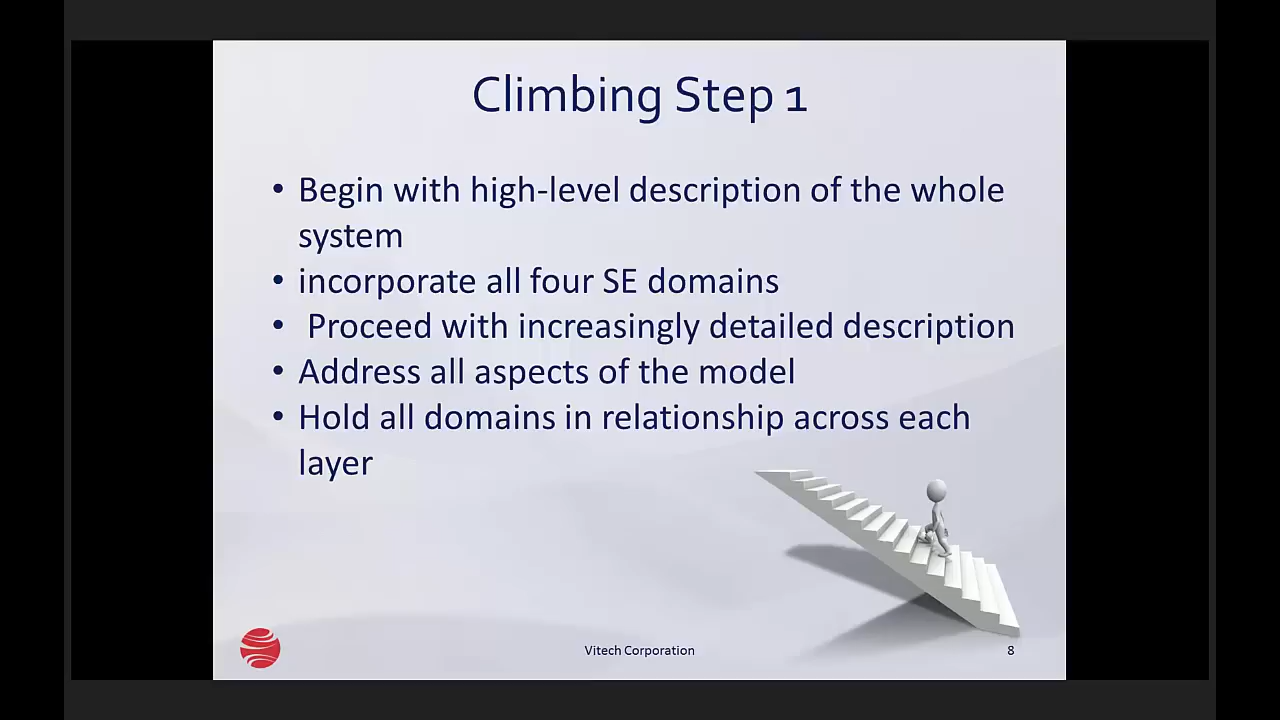 Climbing Step 1
• Begin with high-level description of the whole
system
• incorporate all four SE domains
• Proceed with increasingly detailed description
• Address all aspects of the model
• Hold all domains in relationship across each
layer
Vitech Corporation
8